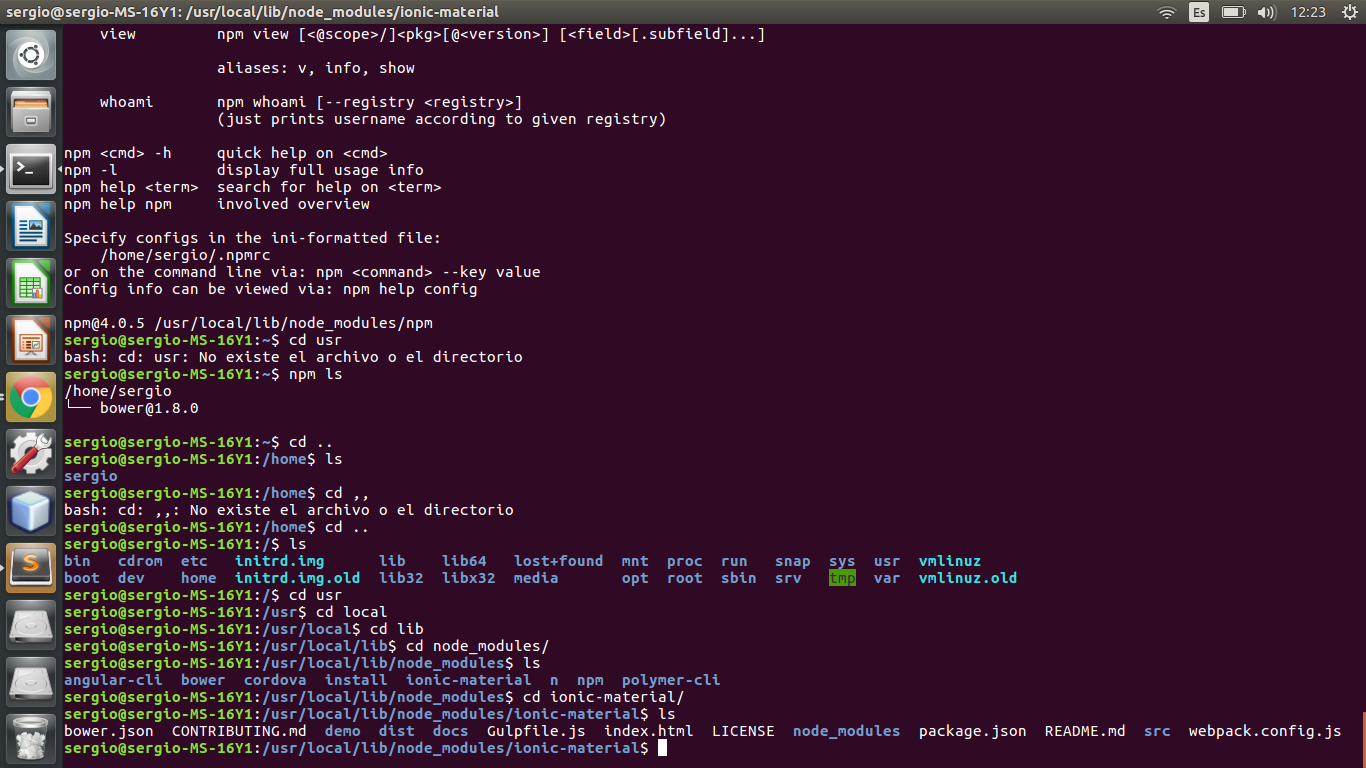 sergio@sergio-MS-16Y1: /usr/local/lib/node_modules/ionic-material
Es
12:23
view         npm view [<@scope>/]<pkg>[@<version>] [<field>[.subfield]...]
aliases: v, info, show
whoami       npm whoami [--registry <registry>]
(just prints username according to given registry)
npm <cmd> -h     quick help on <cmd>
npm -l           display full usage info
npm help <term>  search for help on <term>
npm help npm     involved overview
Specify configs in the ini-formatted file:
/home/sergio/.npmrc
or on the command line via: npm <command> --key value
Config info can be viewed via: npm help config
npm@4.0.5 /usr/local/lib/node_modules/npm
sergio@sergio-MS-16Y1:~$ cd usr
bash: cd: usr: No existe el archivo o el directorio
sergio@sergio-MS-16Y1:~$ npm ls
/home/sergio
└── bower@1.8.0
sergio@sergio-MS-16Y1:~$ cd ..
sergio@sergio-MS-16Y1:/home$ ls
sergio
sergio@sergio-MS-16Y1:/home$ cd ,,
bash: cd: ,,: No existe el archivo o el directorio
sergio@sergio-MS-16Y1:/home$ cd ..
sergio@sergio-MS-16Y1:/$ ls
bin   cdrom  etc   initrd.img      lib    lib64   lost+found  mnt  proc  run   snap  sys  usr  vmlinuz
boot  dev    home  initrd.img.old  lib32  libx32  media       opt  root  sbin  srv   tmp  var  vmlinuz.old
sergio@sergio-MS-16Y1:/$ cd usr
sergio@sergio-MS-16Y1:/usr$ cd local
sergio@sergio-MS-16Y1:/usr/local$ cd lib
sergio@sergio-MS-16Y1:/usr/local/lib$ cd node_modules/
sergio@sergio-MS-16Y1:/usr/local/lib/node_modules$ ls
angular-cli  bower  cordova  install  ionic-material  n  npm  polymer-cli
sergio@sergio-MS-16Y1:/usr/local/lib/node_modules$ cd ionic-material/
sergio@sergio-MS-16Y1:/usr/local/lib/node_modules/ionic-material$ ls
bower.json  CONTRIBUTING.md  demo  dist  docs  Gulpfile.js  index.html  LICENSE  node_modules  package.json  README.md  src  webpack.config.js
sergio@sergio-MS-16Y1:/usr/local/lib/node_modules/ionic-material$